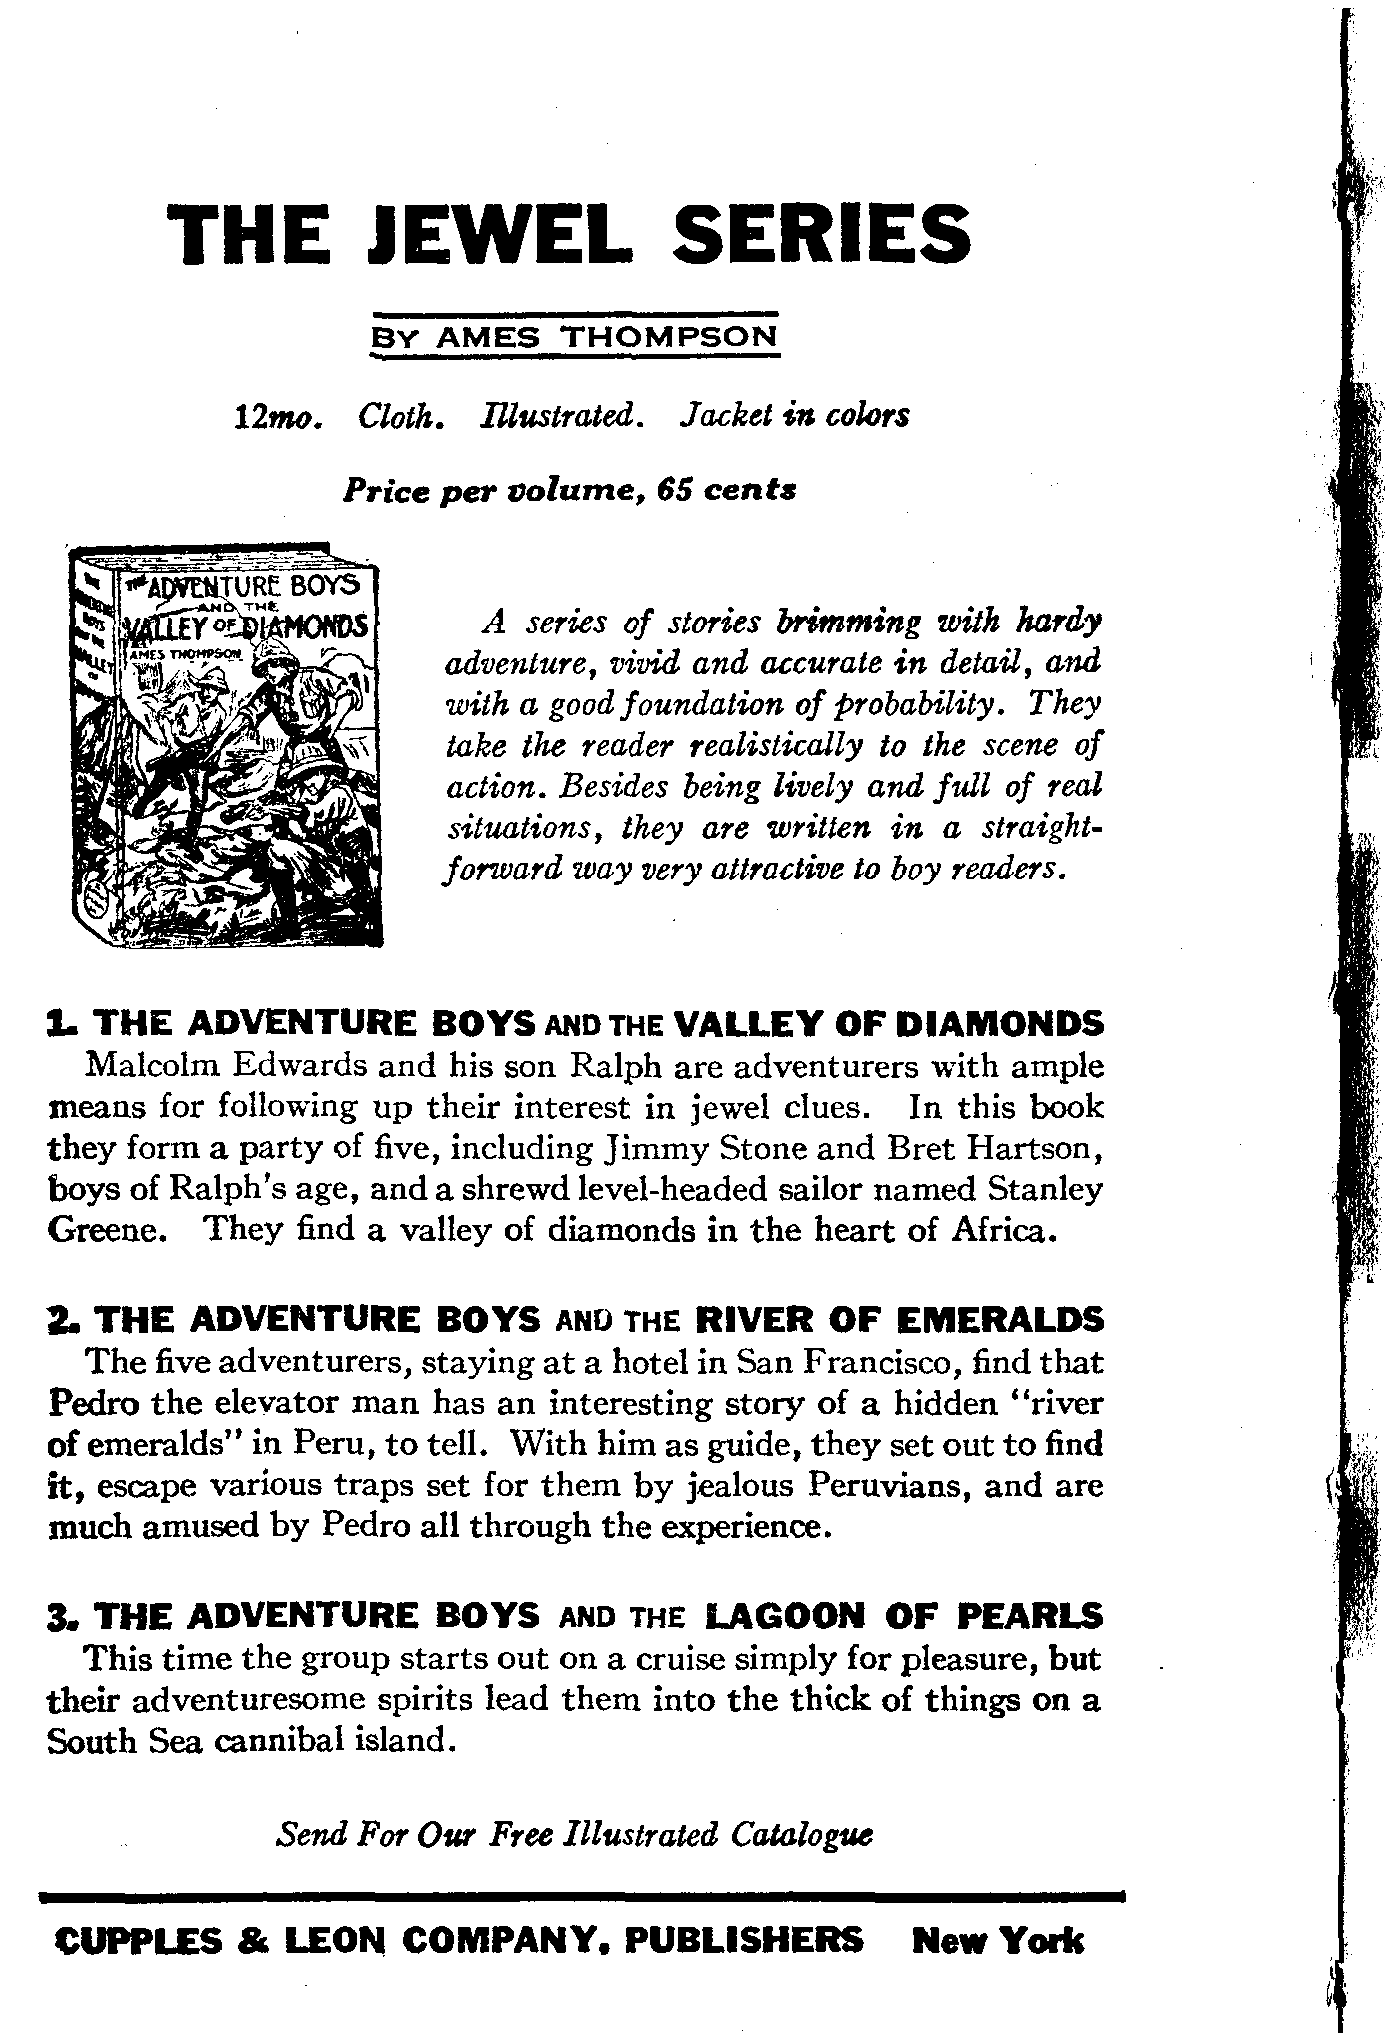 THE JEWEL SERIES
BY AMES THOMPSON
12mo. Cloth. Illustrated. Jacket in colors
Price per volume, 65 cents
THE ADVENTURE BOYS
AND THE
VALLEY OF DIAMONDS
AMES THOMPSON
A series of stories brimming with hardy
adventure, vivid and accurate in detail, and
with a good foundation of probability. They
take the reader realistically to the scene of
action. Besides being lively and full of real
situations, they are written in a straight-
forward way very attractive to boy readers.
1. THE ADVENTURE BOYS AND THE VALLEY OF DIAMONDS
Malcolm Edwards and his son Ralph are adventurers with ample
means for following up their interest in jewel clues. In this book
they form a party of five, including Jimmy Stone and Bret Hartson,
boys of Ralph's age, and a shrewd level-headed sailor named Stanley
Greene. They find a valley of diamonds in the heart of Africa.
2. THE ADVENTURE BOYS AND THE RIVER OF EMERALDS
The five adventurers, staying at a hotel in San Francisco, find that
Pedro the elevator man has an interesting story of a hidden "river
of emeralds" in Peru, to tell. With him as guide, they set out to find
it, escape various traps set for them by jealous Peruvians, and are
much amused by Pedro all through the experience.
3. THE ADVENTURE BOYS AND THE LAGOON OF PEARLS
This time the group starts out on a cruise simply for pleasure, but
their adventuresome spirits lead them into the thick of things on a
South Sea cannibal island.
Send For Our Free Illustrated Catalogue
CUPPLES & LEON COMPANY, PUBLISHERS New York